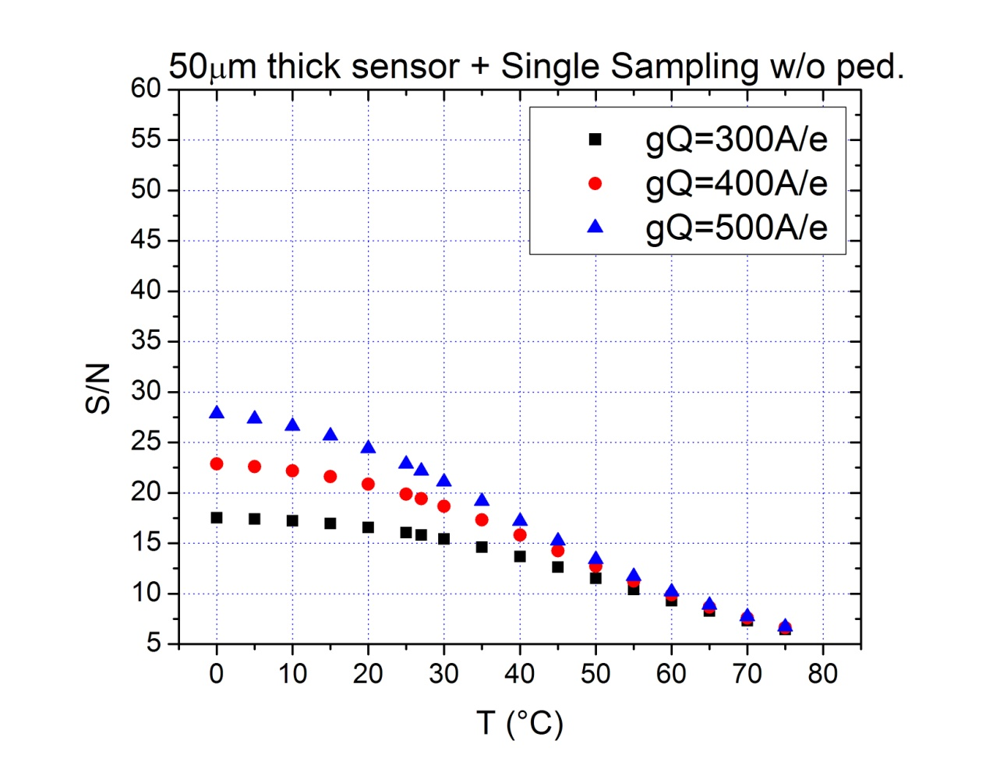 50μm thick sensor + Single Sampling w/o ped.
60
55
50
45
40
35
30
25
20
15
10
5
S/N
gQ=300A/e
gQ=400A/e
gQ=500A/e
0 10 20 30 40 50 60 70 80
T (°C)